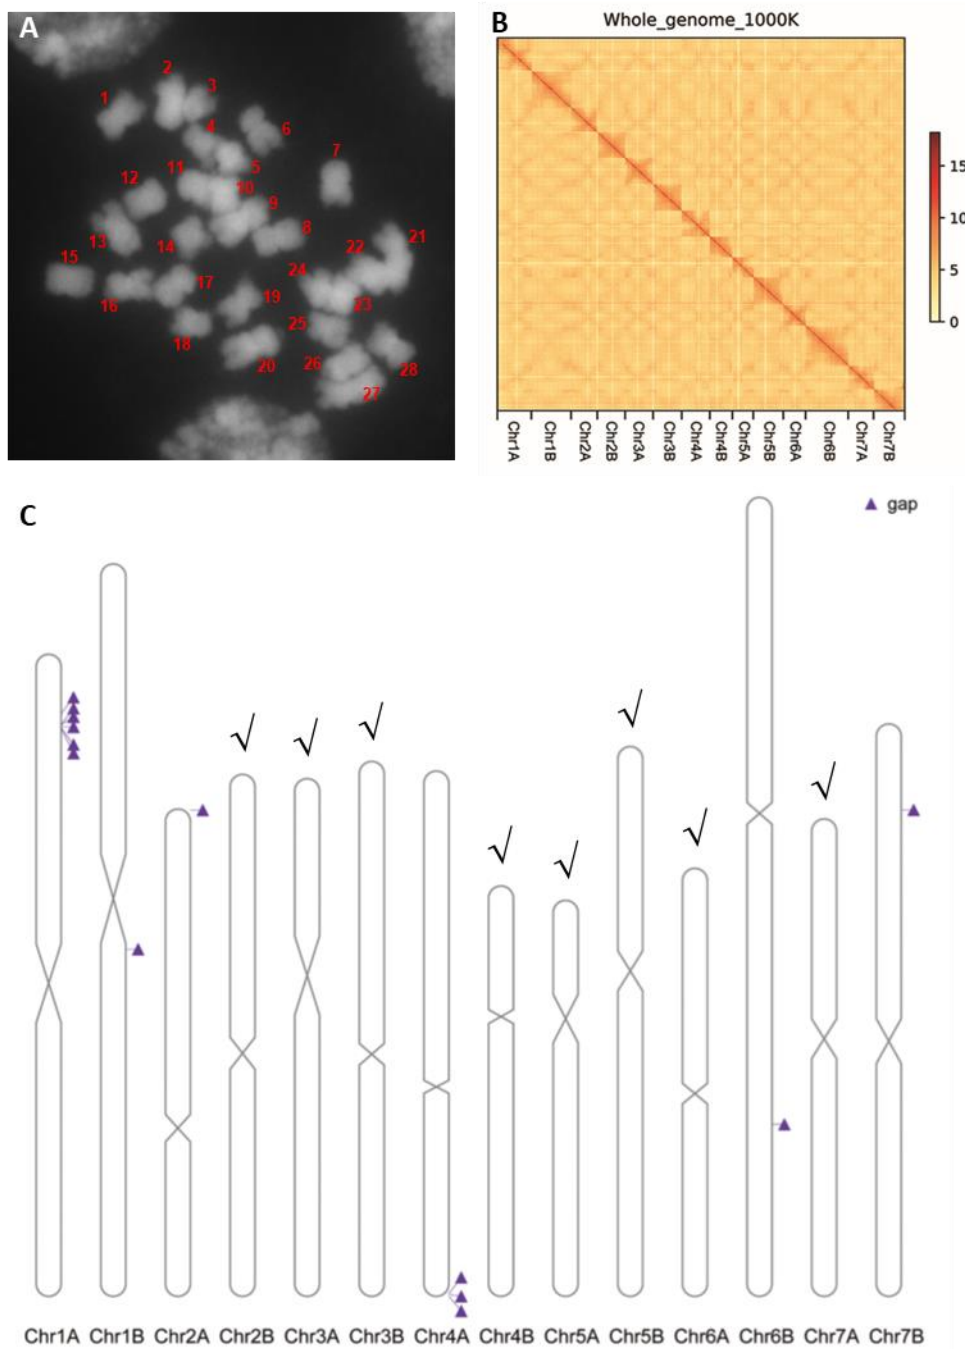 A
2
3
1
4
6
5
7
11
12
10
9
13
14
8
21
22
15
24
16
17
19
23
25
18
20
26
28
27
B
Whole_genome_1000K
15
10
5
0
Chr1A
Chr1B
Chr2A
Chr2B
Chr3A
Chr3B
Chr4A
Chr4B
Chr5A
Chr5B
Chr6A
Chr6B
Chr7A
Chr7B
C
gap
√ √ √ √ √ √ √ √
Chr1A Chr1B Chr2A Chr2B Chr3A Chr3B Chr4A Chr4B Chr5A Chr5B Chr6A Chr6B Chr7A Chr7B